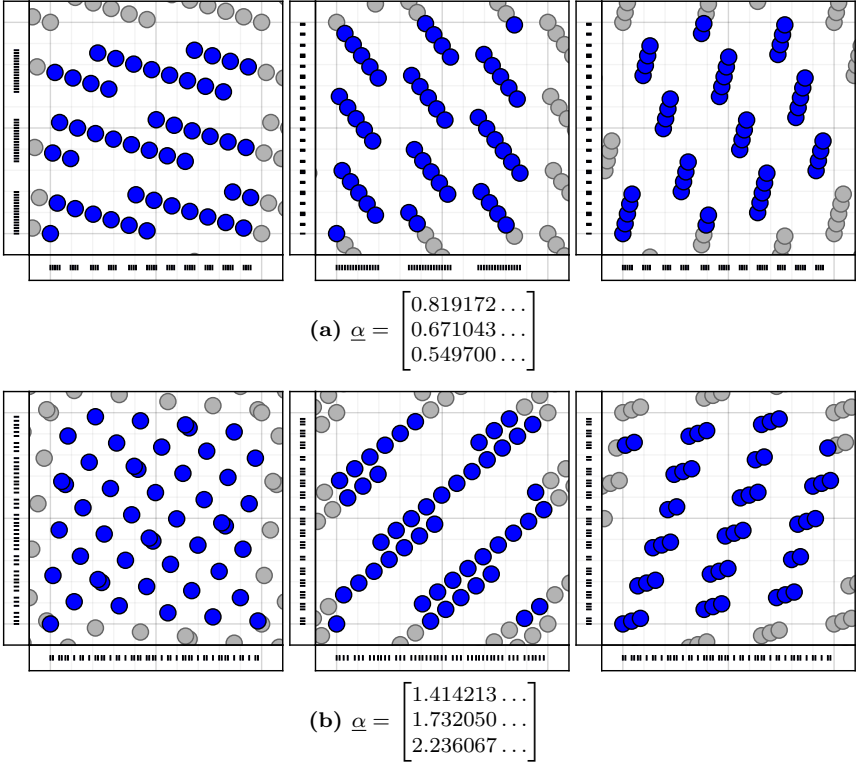 (a) α = [0.819172 ...
0.671043 ...
0.549700 ...]
(b) α = [1.414213 ...
1.732050 ...
2.236067 ...]